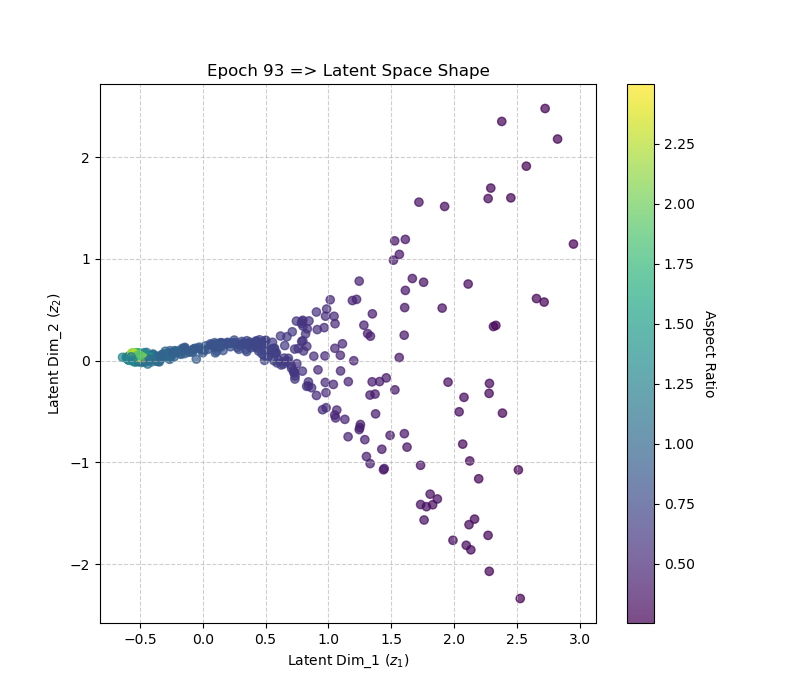 Epoch 93 => Latent Space Shape
2
1
0
−1
−2
Latent Dim_2 (z₂)
−0.5 0.0 0.5 1.0 1.5 2.0 2.5 3.0
Latent Dim_1 (z₁)
2.25
2.00
1.75
1.50
1.25
1.00
0.75
0.50
Aspect Ratio